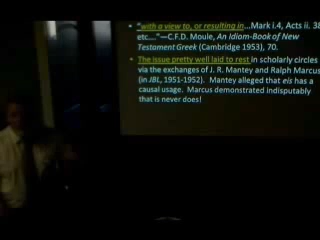 "with a view to, or resulting in...Mark i.4, Acts ii. 38
etc...."—C.F.D. Moule, An Idiom-Book of New
Testament Greek (Cambridge 1953), 70.
The issue pretty well laid to rest in scholarly circles
via the exchanges of J. R. Mantey and Ralph Marcus
(in JBL, 1951-1952).  Mantey alleged that eis has a
causal usage.  Marcus demonstrated indisputably
that is never does!